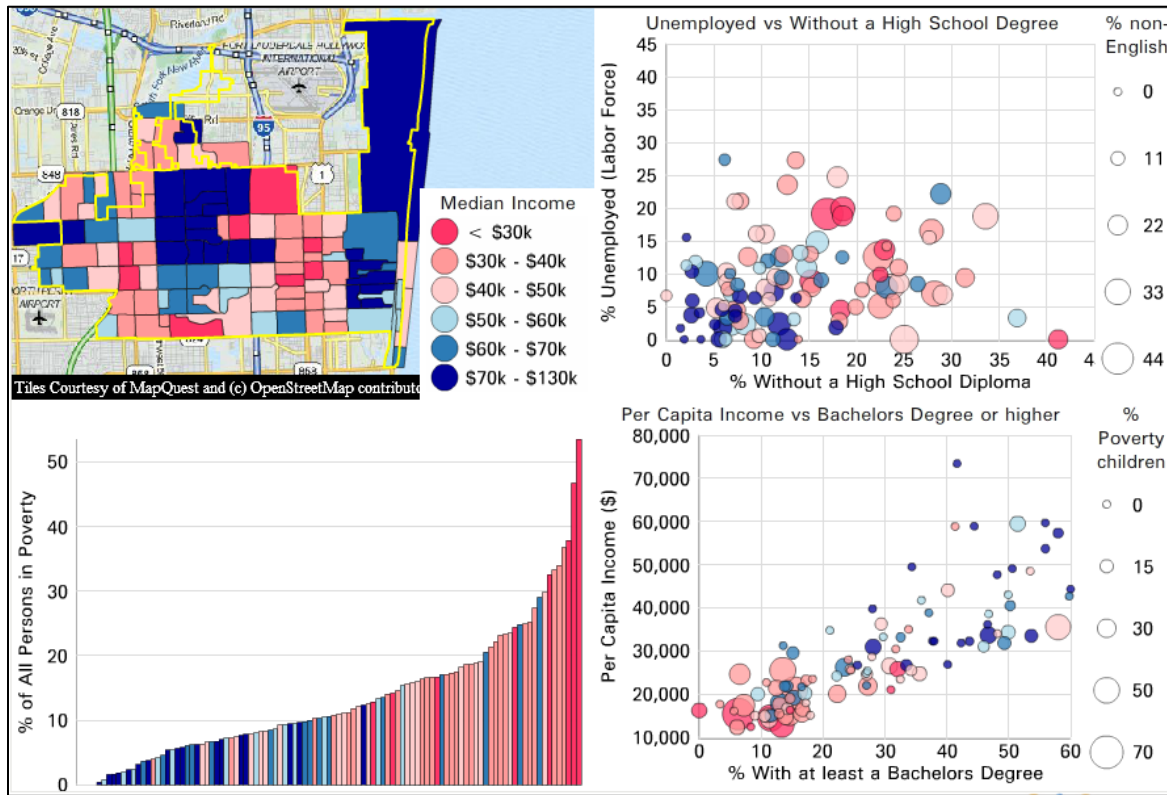 Riverland Rd
FORT LAUDERDALE HOLLYW
INTERNATIONAL
AIRPORT
Orange Dr
818
95
848
1
17
NORTH PERRY
AIRPORT
858
Tiles Courtesy of MapQuest and (c) OpenStreetMap contributo
Median Income
< $30k
$30k - $40k
$40k - $50k
$50k - $60k
$60k - $70k
$70k - $130k
Unemployed vs Without a High School Degree
% Unemployed (Labor Force)
45
40
35
30
25
20
15
10
5
0
0 5 10 15 20 25 30 35 40 4
% Without a High School Diploma
% non-
English
0
11
22
33
44
% of All Persons in Poverty
50
40
30
20
10
0
Per Capita Income vs Bachelors Degree or higher
Per Capita Income ($)
80,000
70,000
60,000
50,000
40,000
30,000
20,000
10,000
0 10 20 30 40 50 60
% With at least a Bachelors Degree
%
Poverty
children
0
15
30
50
70